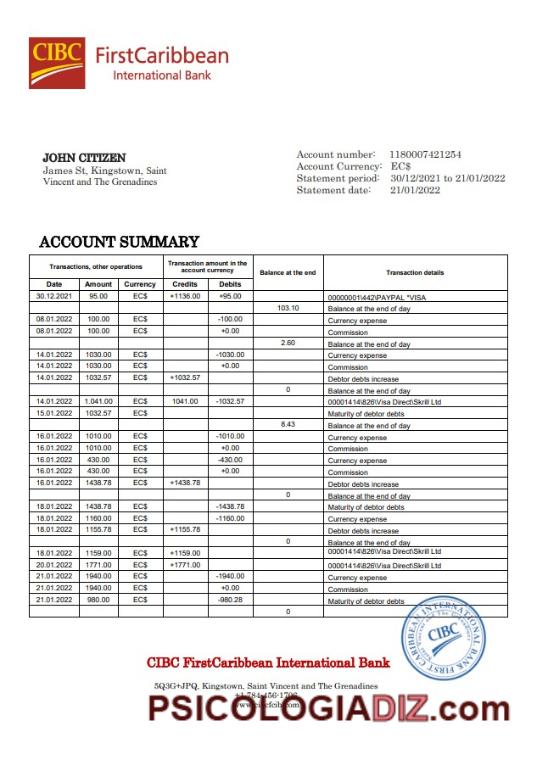 CIBC
FirstCaribbean
International Bank
JOHN CITIZEN
James St, Kingstown, Saint
Vincent and The Grenadines
Account number: 1180007421254
Account Currency: EC$
Statement period: 30/12/2021 to 21/01/2022
Statement date: 21/01/2022
ACCOUNT SUMMARY
Transactions, other operations Transaction amount in the account currency Balance at the end Transaction details
Date Amount Currency Credits Debits
30.12.2021 95.00 EC$ +1136.00 +95.00 00000001\442\PAYPAL *VISA
103.10 Balance at the end of day
08.01.2022 100.00 EC$ -100.00 Currency expense
08.01.2022 100.00 EC$ +0.00 Commission
2.60 Balance at the end of day
14.01.2022 1030.00 EC$ -1030.00 Currency expense
14.01.2022 1030.00 EC$ +0.00 Commission
14.01.2022 1032.57 EC$ +1032.57 Debtor debts increase
0 Balance at the end of day
14.01.2022 1.041.00 EC$ 1041.00 -1032.57 00001414\826\Visa Direct\Skrill Ltd
15.01.2022 1032.57 EC$ Maturity of debtor debts
8.43 Balance at the end of day
16.01.2022 1010.00 EC$ -1010.00 Currency expense
16.01.2022 1010.00 EC$ +0.00 Commission
16.01.2022 430.00 EC$ -430.00 Currency expense
16.01.2022 430.00 EC$ +0.00 Commission
16.01.2022 1438.78 EC$ +1438.78 Debtor debts increase
0 Balance at the end of day
18.01.2022 1438.78 EC$ -1438.78 Maturity of debtor debts
18.01.2022 1160.00 EC$ -1160.00 Currency expense
18.01.2022 1155.78 EC$ +1155.78 Debtor debts increase
0 Balance at the end of day
18.01.2022 1159.00 EC$ +1159.00 00001414\826\Visa Direct\Skrill Ltd
20.01.2022 1771.00 EC$ +1771.00 00001414\826\Visa Direct\Skrill Ltd
21.01.2022 1940.00 EC$ -1940.00 Currency expense
21.01.2022 1940.00 EC$ +0.00 Commission
21.01.2022 980.00 EC$ -980.28 Maturity of debtor debts
0
CIBC
CIBC FirstCaribbean International Bank
5Q3G+JPQ, Kingstown, Saint Vincent and The Grenadines
PSICOLOGIADIZ.com